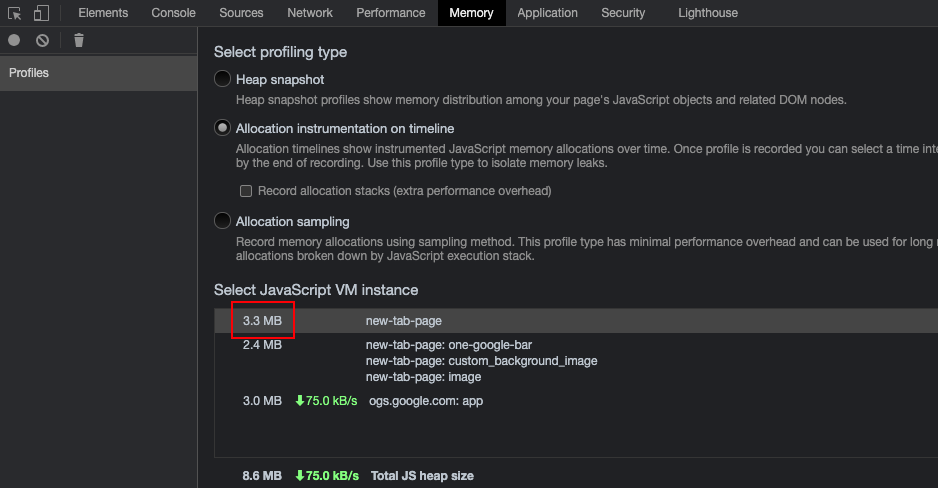 Elements Console Sources Network Performance Memory Application Security Lighthouse
Profiles
Select profiling type
Heap snapshot
Heap snapshot profiles show memory distribution among your page's JavaScript objects and related DOM nodes.
Allocation instrumentation on timeline
Allocation timelines show instrumented JavaScript memory allocations over time. Once profile is recorded you can select a time
by the end of recording. Use this profile type to isolate memory leaks.
Record allocation stacks (extra performance overhead)
Allocation sampling
Record memory allocations using sampling method. This profile type has minimal performance overhead and can be used for long
allocations broken down by JavaScript execution stack.
Select JavaScript VM instance
3.3 MB new-tab-page
2.4 MB new-tab-page: one-google-bar
new-tab-page: custom_background_image
new-tab-page: image
3.0 MB 75.0 kB/s ogs.google.com: app
8.6 MB 75.0 kB/s Total JS heap size